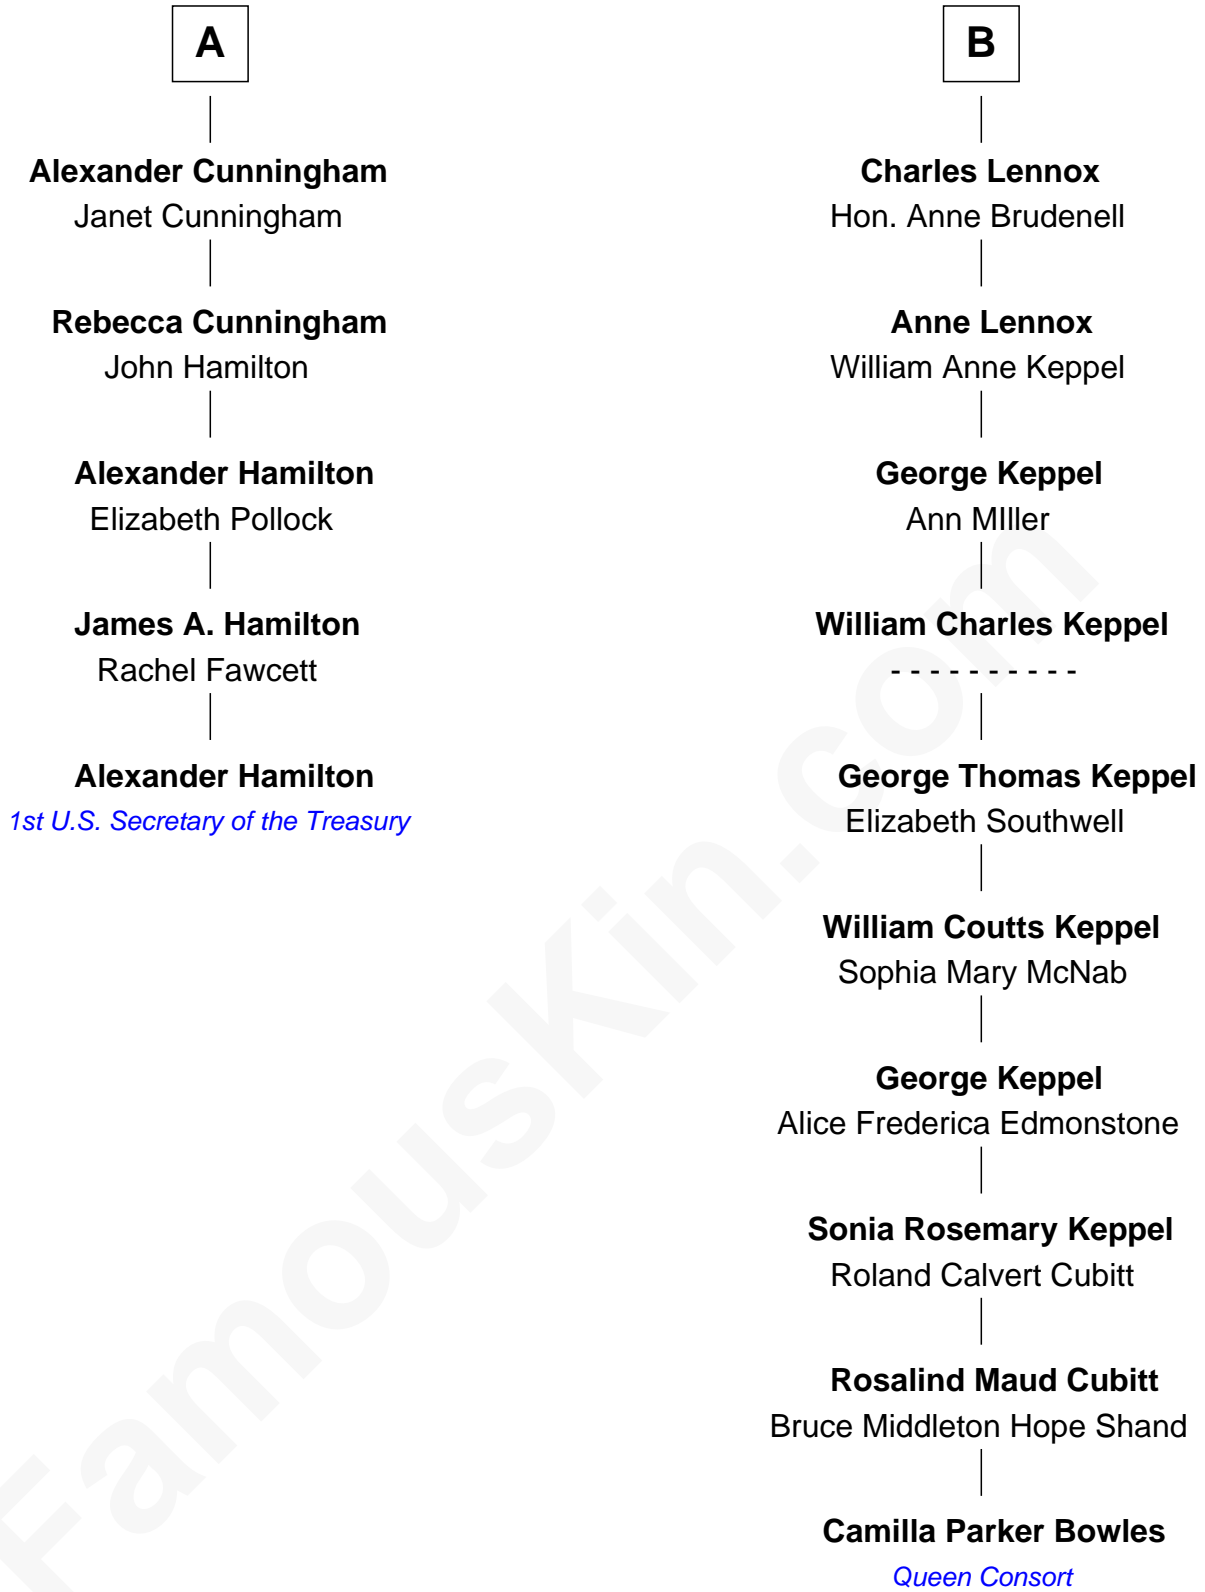 A
Alexander Cunningham
Janet Cunningham
Rebecca Cunningham
John Hamilton
Alexander Hamilton
Elizabeth Pollock
James A. Hamilton
Rachel Fawcett
Alexander Hamilton
1st U.S. Secretary of the Treasury
B
Charles Lennox
Hon. Anne Brudenell
Anne Lennox
William Anne Keppel
George Keppel
Ann MIller
William Charles Keppel
- - - - - - - - - -
George Thomas Keppel
Elizabeth Southwell
William Coutts Keppel
Sophia Mary McNab
George Keppel
Alice Frederica Edmonstone
Sonia Rosemary Keppel
Roland Calvert Cubitt
Rosalind Maud Cubitt
Bruce Middleton Hope Shand
Camilla Parker Bowles
Queen Consort
FamousKin.com